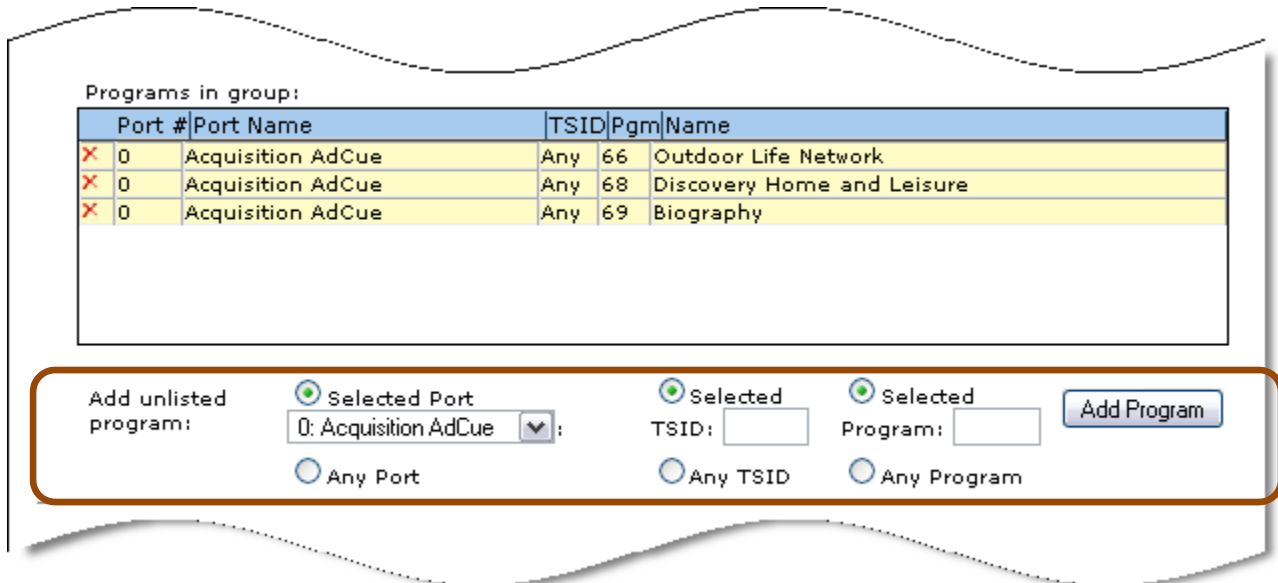 Programs in group:
Port # Port Name TSID Pgm Name
0 Acquisition AdCue Any 66 Outdoor Life Network
0 Acquisition AdCue Any 68 Discovery Home and Leisure
0 Acquisition AdCue Any 69 Biography
Add unlisted program:
Selected Port
0: Acquisition AdCue :
Any Port
Selected
TSID:
Any TSID
Selected
Program:
Any Program
Add Program